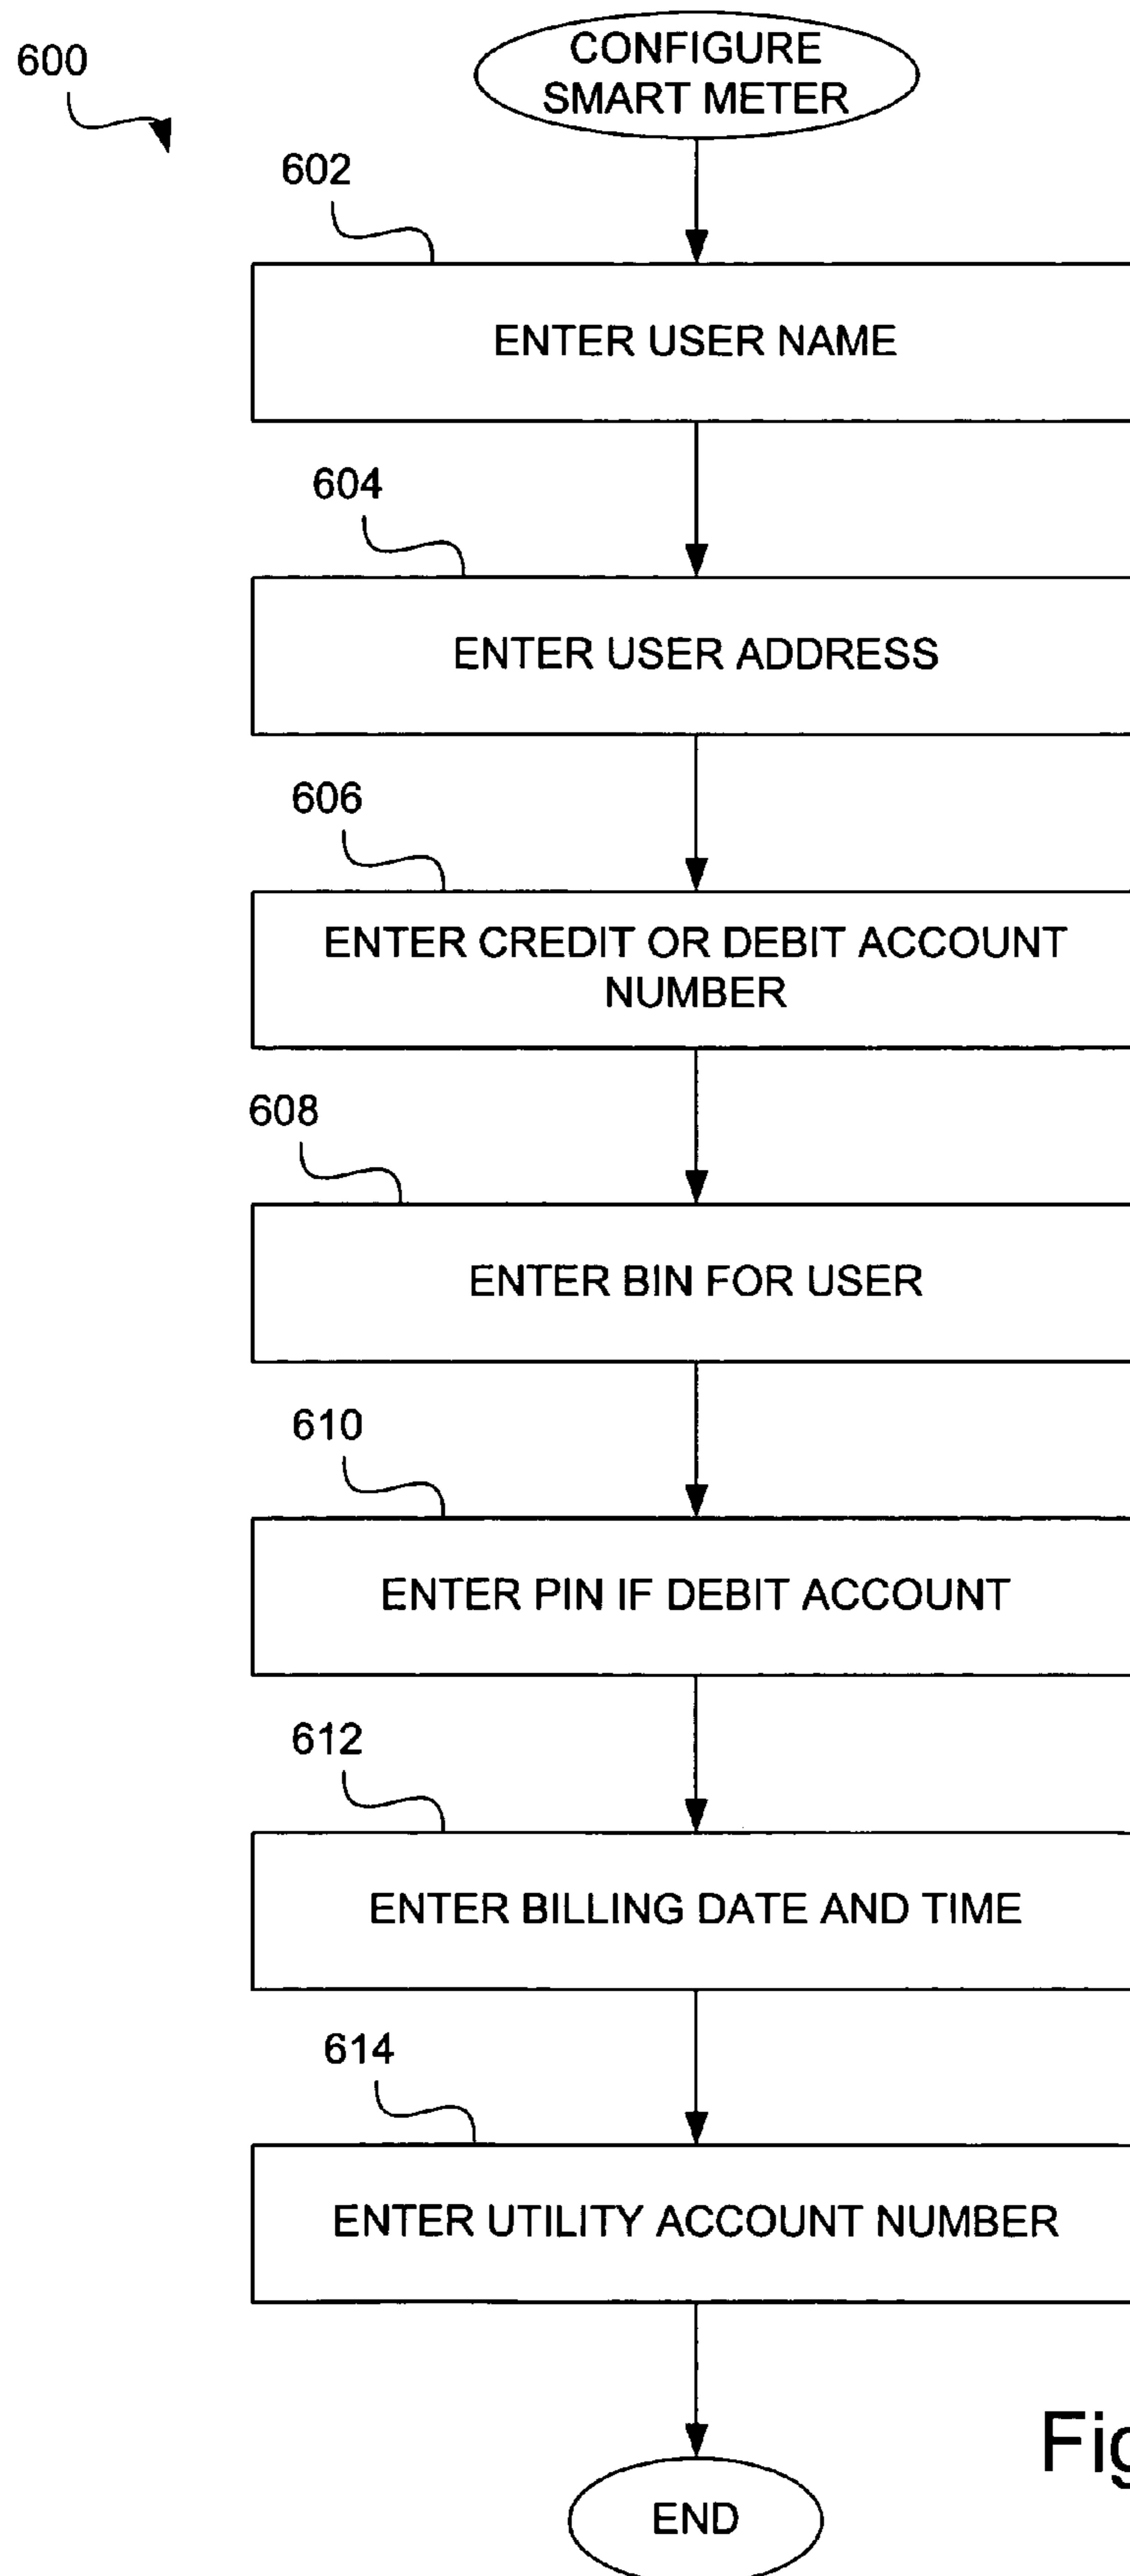 600
CONFIGURE
SMART METER
602
ENTER USER NAME
604
ENTER USER ADDRESS
606
ENTER CREDIT OR DEBIT ACCOUNT
NUMBER
608
ENTER BIN FOR USER
610
ENTER PIN IF DEBIT ACCOUNT
612
ENTER BILLING DATE AND TIME
614
ENTER UTILITY ACCOUNT NUMBER
END